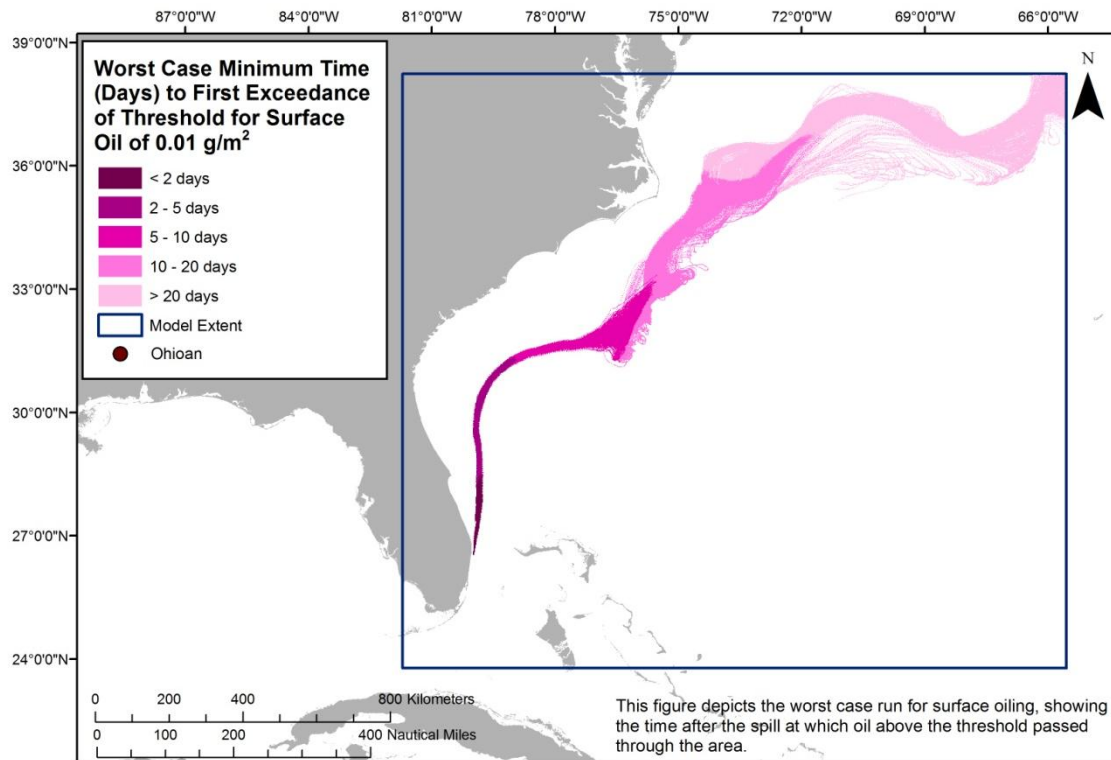 87°0'0"W 84°0'0"W 81°0'0"W 78°0'0"W 75°0'0"W 72°0'0"W 69°0'0"W 66°0'0"W
39°0'0"N
36°0'0"N
33°0'0"N
30°0'0"N
27°0'0"N
24°0'0"N
Worst Case Minimum Time
(Days) to First Exceedance
of Threshold for Surface
Oil of 0.01 g/m²
< 2 days
2 - 5 days
5 - 10 days
10 - 20 days
> 20 days
Model Extent
Ohioan
N
0 200 400 800 Kilometers
0 100 200 400 Nautical Miles
This figure depicts the worst case run for surface oiling, showing
the time after the spill at which oil above the threshold passed
through the area.